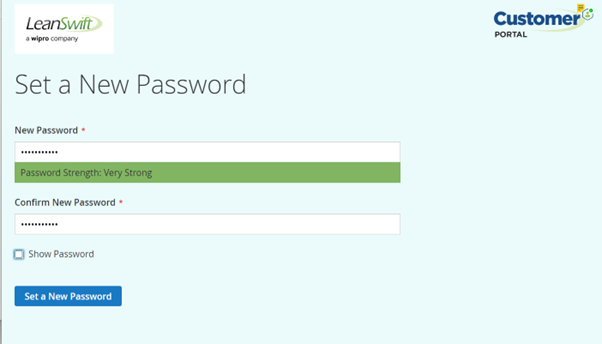 LeanSwift
a wipro company
Customer
PORTAL
Set a New Password
New Password *
•••••••••••
Password Strength: Very Strong
Confirm New Password *
•••••••••••
Show Password
Set a New Password